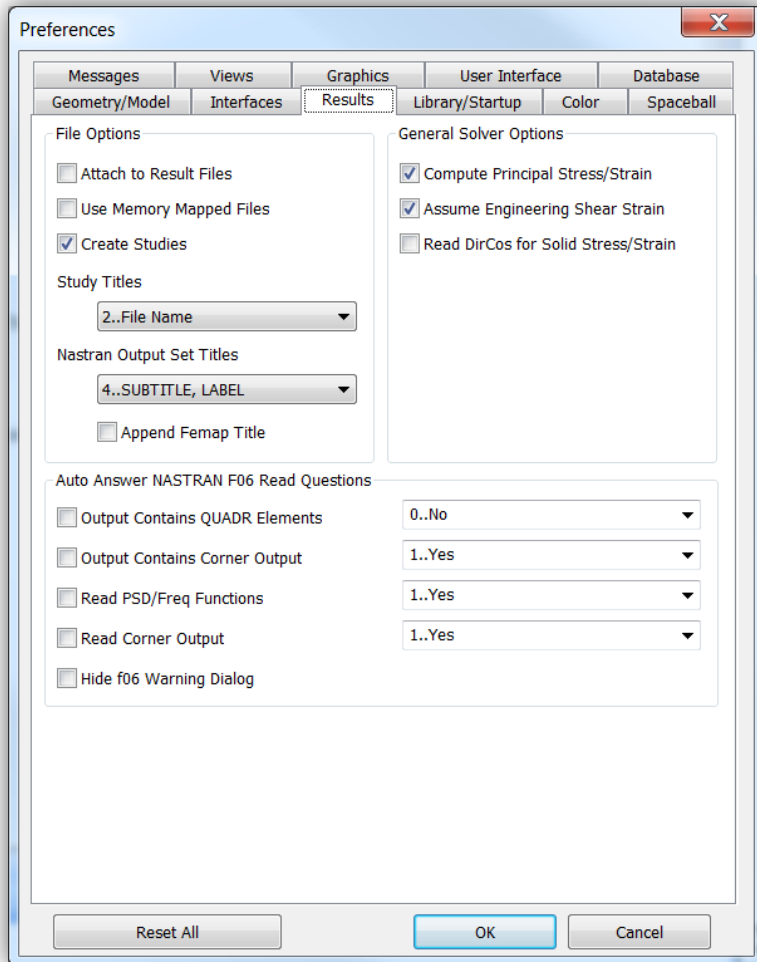 Preferences
Messages
Views
Graphics
User Interface
Database
Geometry/Model
Interfaces
Results
Library/Startup
Color
Spaceball
File Options
Attach to Result Files
Use Memory Mapped Files
Create Studies
Study Titles
2..File Name
Nastran Output Set Titles
4..SUBTITLE, LABEL
Append Femap Title
General Solver Options
Compute Principal Stress/Strain
Assume Engineering Shear Strain
Read DirCos for Solid Stress/Strain
Auto Answer NASTRAN F06 Read Questions
Output Contains QUADR Elements
0..No
Output Contains Corner Output
1..Yes
Read PSD/Freq Functions
1..Yes
Read Corner Output
1..Yes
Hide f06 Warning Dialog
Reset All
OK
Cancel